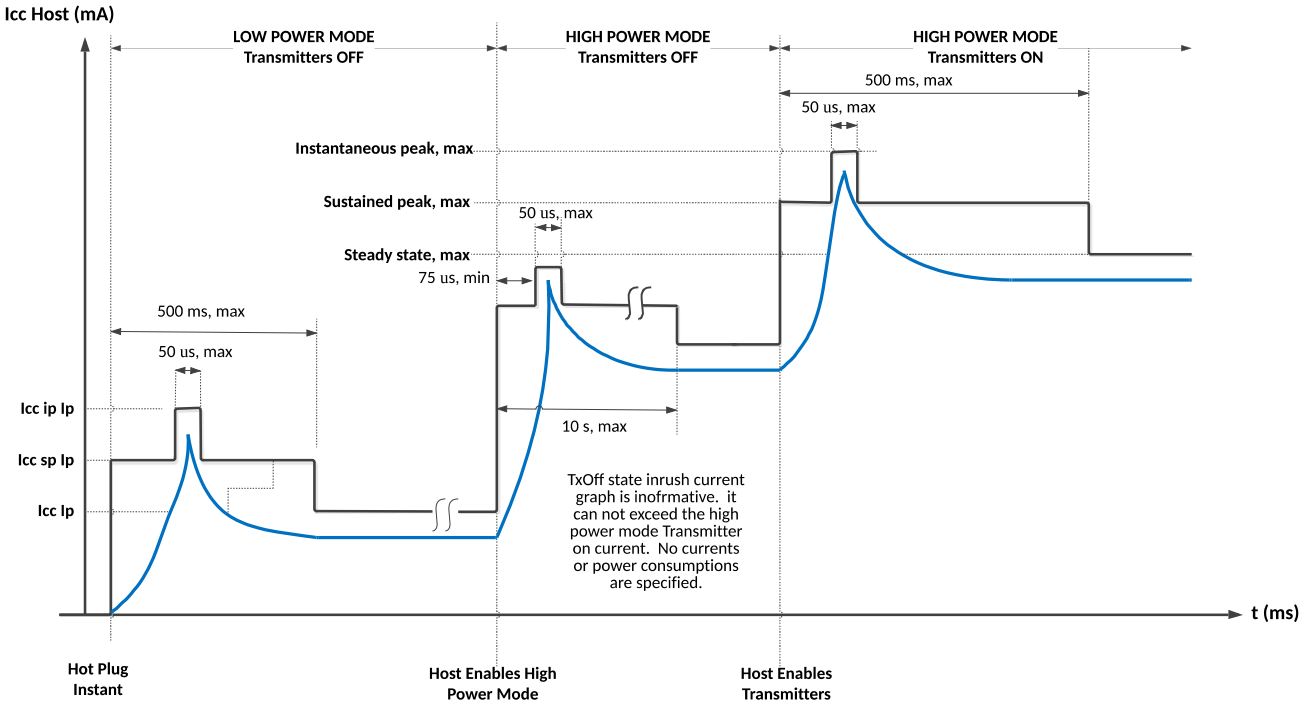 Icc Host (mA)
LOW POWER MODE
Transmitters OFF
HIGH POWER MODE
Transmitters OFF
HIGH POWER MODE
Transmitters ON
500 ms, max
50 us, max
Instantaneous peak, max
Sustained peak, max
50 us, max
Steady state, max
75 us, min
500 ms, max
50 us, max
Icc ip lp
10 s, max
Icc sp lp
Icc lp
TxOff state inrush current
graph is inofrmative. it
can not exceed the high
power mode Transmitter
on current. No currents
or power consumptions
are specified.
t (ms)
Hot Plug
Instant
Host Enables High
Power Mode
Host Enables
Transmitters